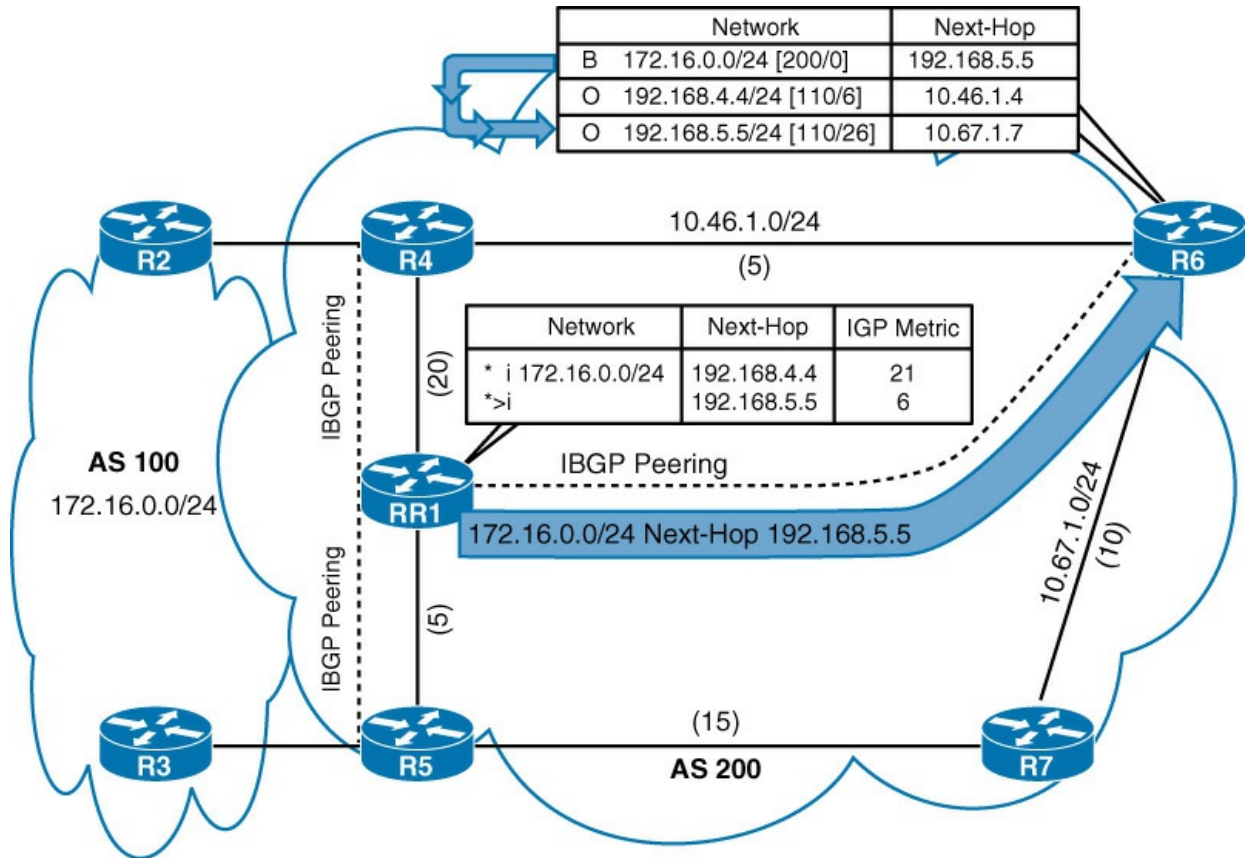 Network Next-Hop
B 172.16.0.0/24 [200/0] 192.168.5.5
O 192.168.4.4/24 [110/6] 10.46.1.4
O 192.168.5.5/24 [110/26] 10.67.1.7
R2
R4
10.46.1.0/24
(5)
R6
IBGP Peering
(20)
Network Next-Hop IGP Metric
* i 172.16.0.0/24 192.168.4.4 21
*>i 192.168.5.5 6
AS 100
172.16.0.0/24
RR1
IBGP Peering
172.16.0.0/24 Next-Hop 192.168.5.5
IBGP Peering
(5)
10.67.1.0/24
(10)
R3
R5
(15)
AS 200
R7